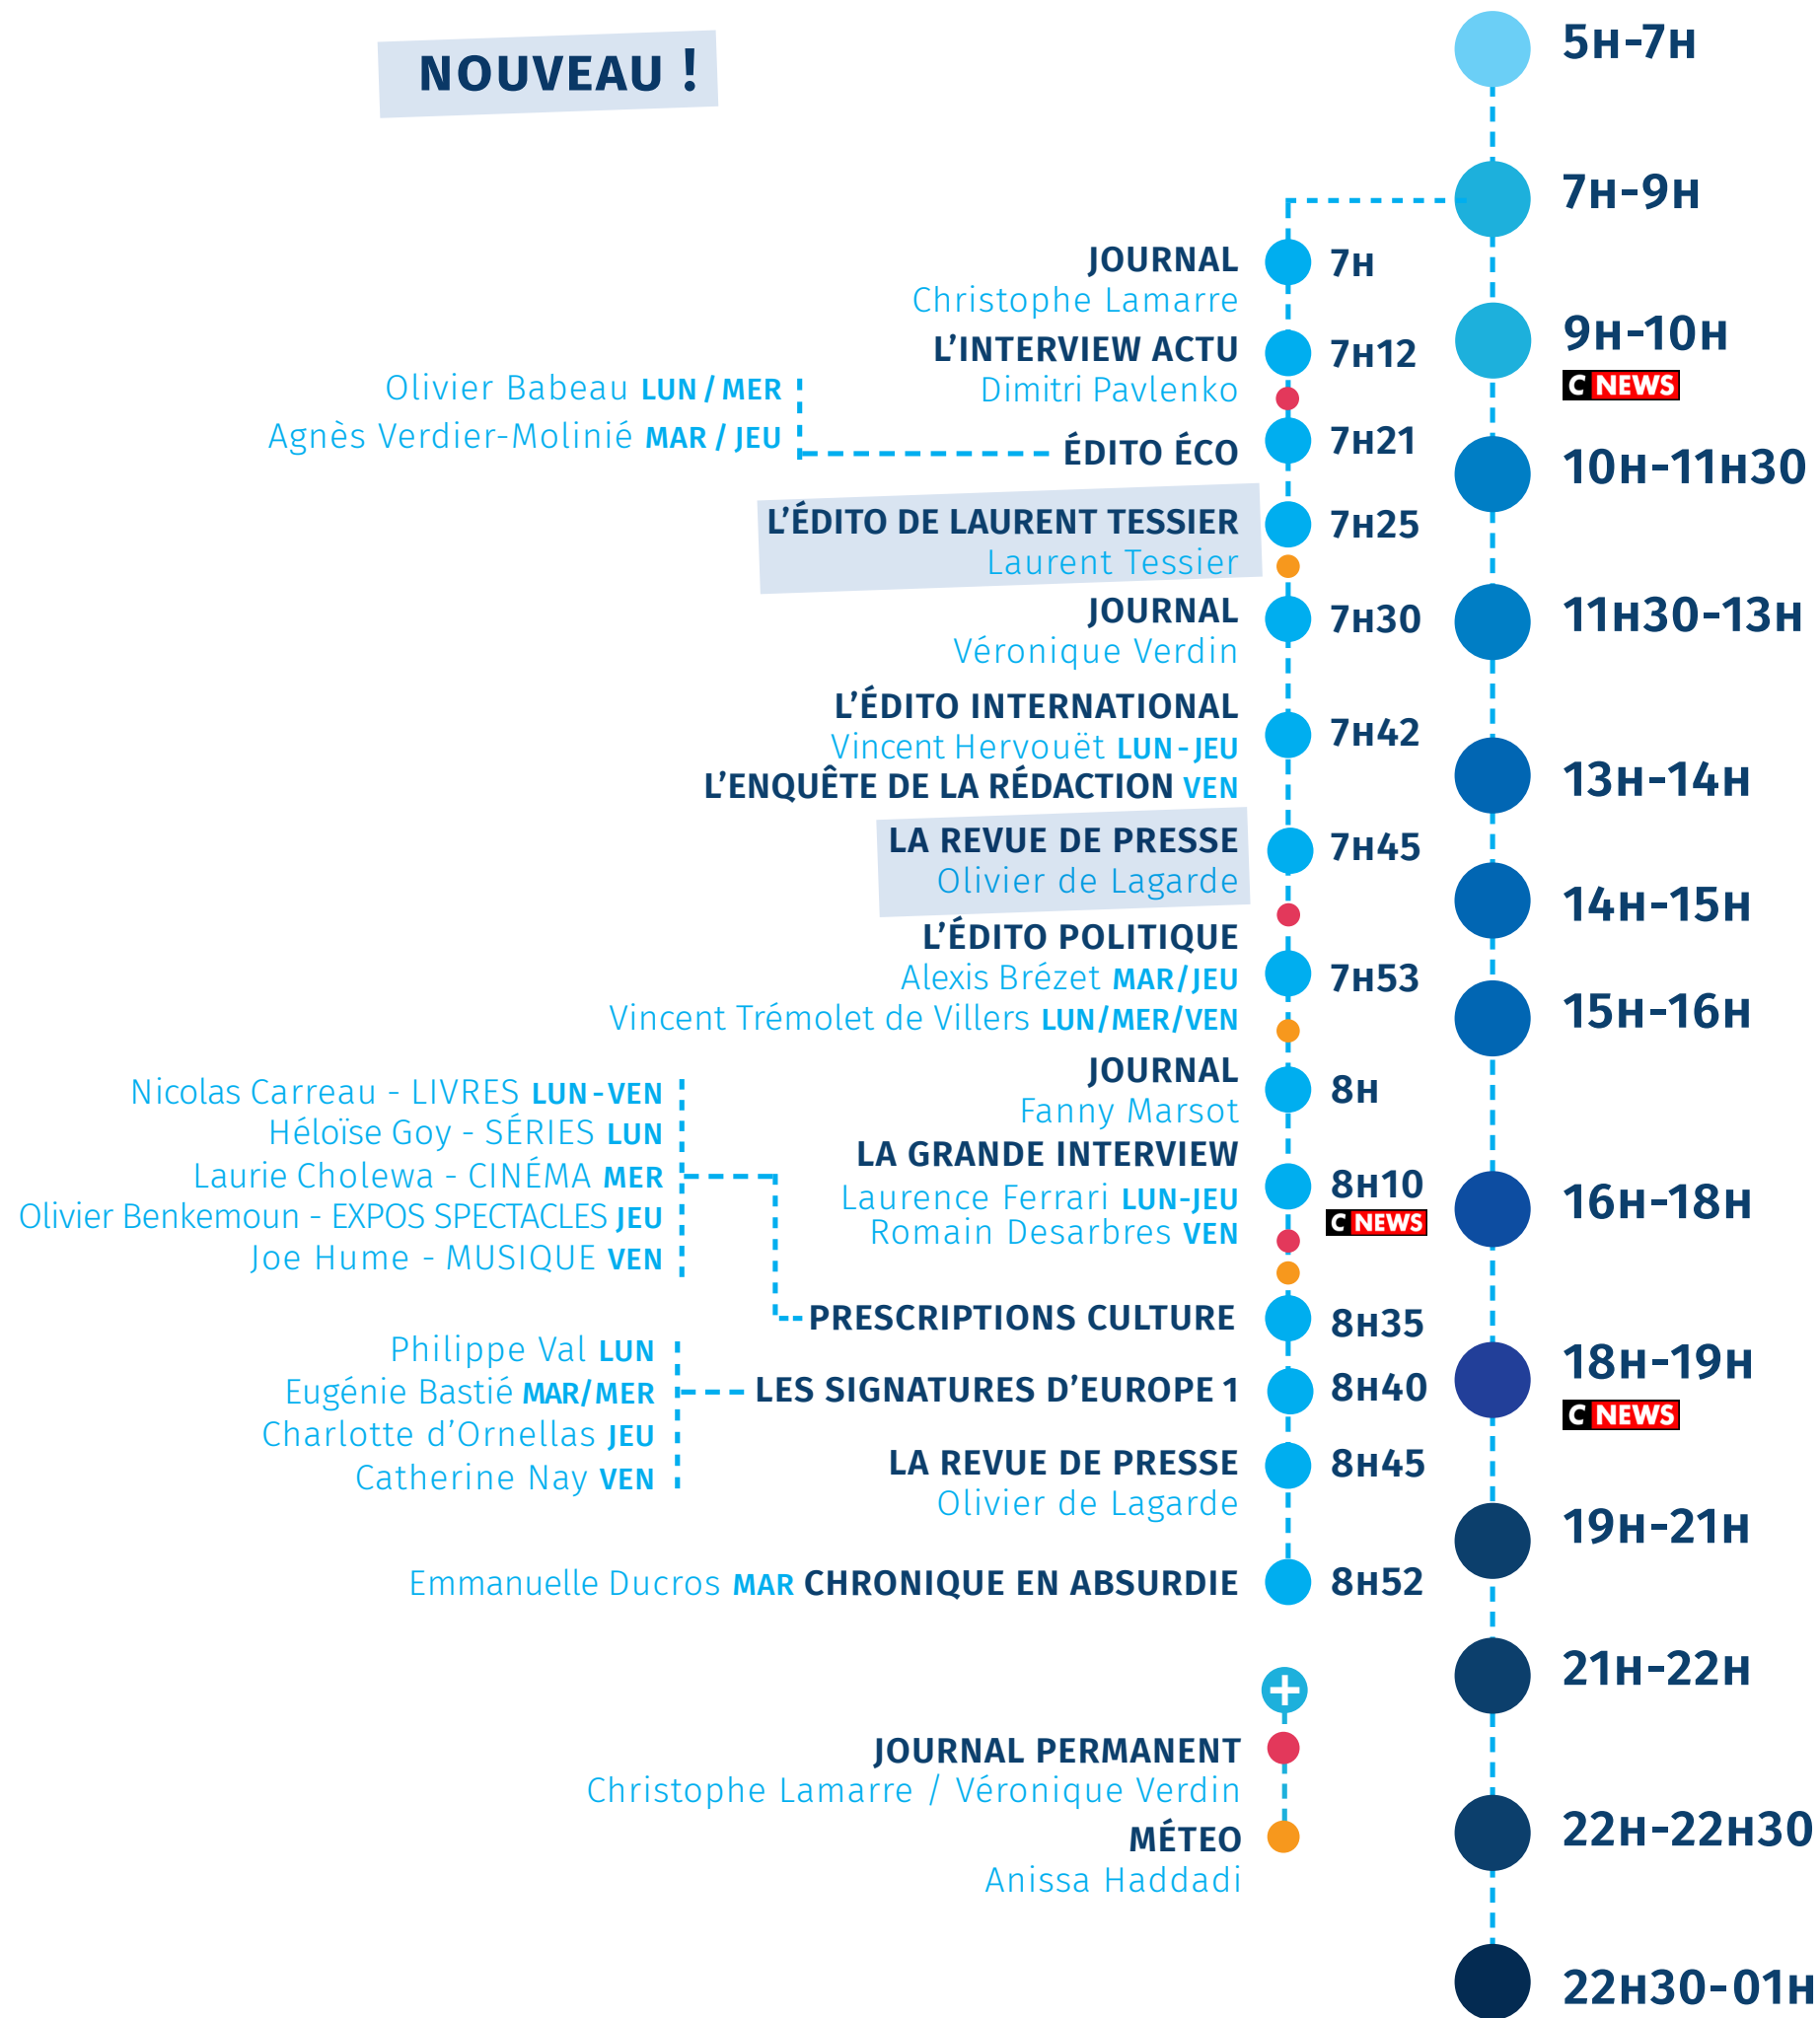 NOUVEAU !
5H-7H
7H-9H
JOURNAL
Christophe Lamarre
7H
L’INTERVIEW ACTU
Dimitri Pavlenko
7H12
Olivier Babeau LUN / MER
Agnès Verdier-Molinié MAR / JEU
ÉDITO ÉCO
7H21
L’ÉDITO DE LAURENT TESSIER
Laurent Tessier
7H25
JOURNAL
Véronique Verdin
7H30
L’ÉDITO INTERNATIONAL
Vincent Hervouët LUN - JEU
L’ENQUÊTE DE LA RÉDACTION VEN
7H42
LA REVUE DE PRESSE
Olivier de Lagarde
7H45
L’ÉDITO POLITIQUE
Alexis Brézet MAR/JEU
Vincent Trémolet de Villers LUN/MER/VEN
7H53
JOURNAL
Fanny Marsot
8H
LA GRANDE INTERVIEW
Laurence Ferrari LUN-JEU
Romain Desarbres VEN
8H10
CNEWS
Nicolas Carreau - LIVRES LUN - VEN
Héloïse Goy - SÉRIES LUN
Laurie Cholewa - CINÉMA MER
Olivier Benkemoun - EXPOS SPECTACLES JEU
Joe Hume - MUSIQUE VEN
PRESCRIPTIONS CULTURE
8H35
Philippe Val LUN
Eugénie Bastié MAR/MER
Charlotte d’Ornellas JEU
Catherine Nay VEN
LES SIGNATURES D’EUROPE 1
8H40
LA REVUE DE PRESSE
Olivier de Lagarde
8H45
Emmanuelle Ducros MAR CHRONIQUE EN ABSURDIE
8H52
JOURNAL PERMANENT
Christophe Lamarre / Véronique Verdin
MÉTEO
Anissa Haddadi
9H-10H
CNEWS
10H-11H30
11H30-13H
13H-14H
14H-15H
15H-16H
16H-18H
18H-19H
CNEWS
19H-21H
21H-22H
22H-22H30
22H30-01H